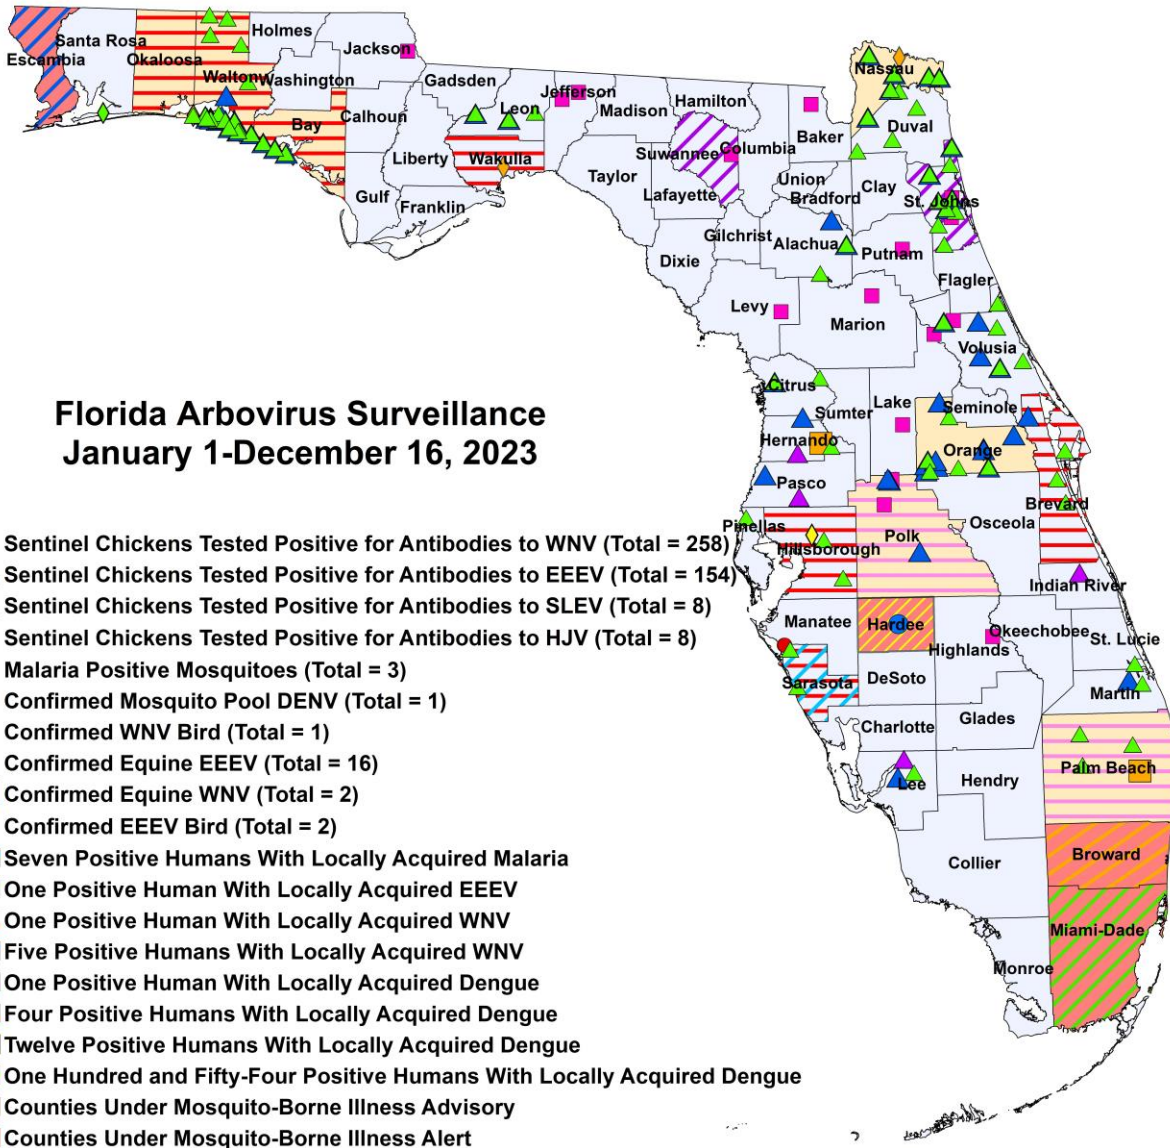 Holmes
Santa Rosa
Jackson
Escambia
Okaloosa
Walton
Washington
Gadsden
Jefferson
Leon
Madison
Hamilton
Nassau
Calhoun
Bay
Baker
Duval
Liberty
Wakulla
Suwannee
Columbia
Taylor
Union
Clay
Lafayette
Bradford
Gulf
Franklin
St. Johns
Gilchrist
Alachua
Putnam
Dixie
Flagler
Levy
Marion
Volusia
Citrus
Lake
Seminole
Sumter
Florida Arbovirus Surveillance
January 1-December 16, 2023
Hernando
Orange
Pasco
Brevard
Pinellas
Osceola
Polk
Hillsborough
Indian River
Manatee
Hardee
Okeechobee
St. Lucie
Highlands
DeSoto
Sarasota
Martin
Charlotte
Glades
Palm Beach
Lee
Hendry
Collier
Broward
Miami-Dade
Monroe
Sentinel Chickens Tested Positive for Antibodies to WNV (Total = 258)
Sentinel Chickens Tested Positive for Antibodies to EEEV (Total = 154)
Sentinel Chickens Tested Positive for Antibodies to SLEV (Total = 8)
Sentinel Chickens Tested Positive for Antibodies to HJV (Total = 8)
Malaria Positive Mosquitoes (Total = 3)
Confirmed Mosquito Pool DENV (Total = 1)
Confirmed WNV Bird (Total = 1)
Confirmed Equine EEEV (Total = 16)
Confirmed Equine WNV (Total = 2)
Confirmed EEEV Bird (Total = 2)
Seven Positive Humans With Locally Acquired Malaria
One Positive Human With Locally Acquired EEEV
One Positive Human With Locally Acquired WNV
Five Positive Humans With Locally Acquired WNV
One Positive Human With Locally Acquired Dengue
Four Positive Humans With Locally Acquired Dengue
Twelve Positive Humans With Locally Acquired Dengue
One Hundred and Fifty-Four Positive Humans With Locally Acquired Dengue
Counties Under Mosquito-Borne Illness Advisory
Counties Under Mosquito-Borne Illness Alert